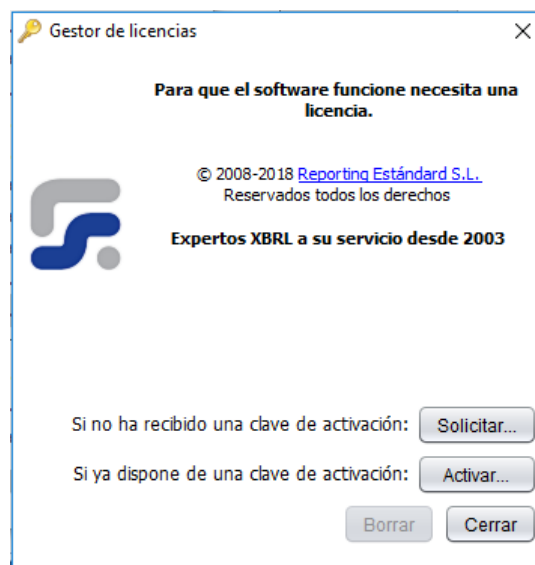 Gestor de licencias
Para que el software funcione necesita una
licencia.
© 2008-2018 Reporting Estándard S.L.
Reservados todos los derechos
Expertos XBRL a su servicio desde 2003
Si no ha recibido una clave de activación: Solicitar...
Si ya dispone de una clave de activación: Activar...
Borrar Cerrar